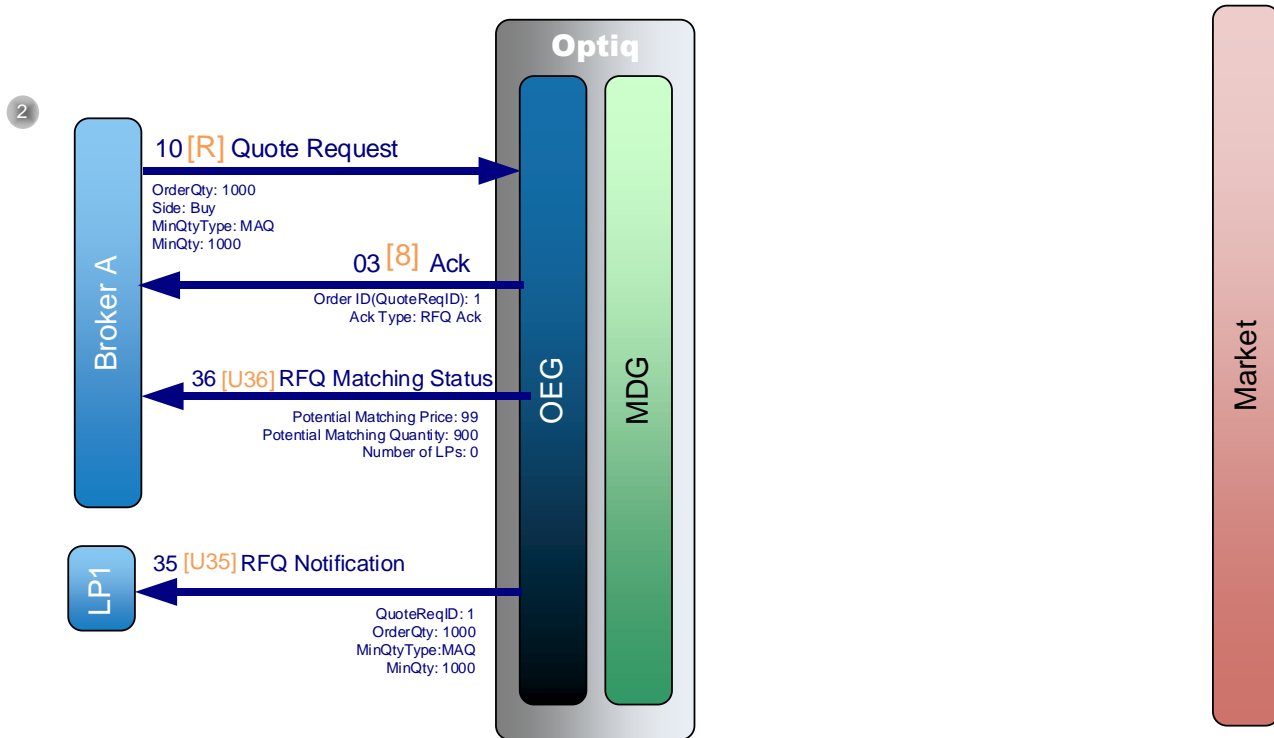 Optiq
2
10 [R] Quote Request
OrderQty: 1000
Side: Buy
MinQtyType: MAQ
MinQty: 1000
03 [8] Ack
Order ID(QuoteReqID): 1
Ack Type: RFQ Ack
Broker A
36 [U36] RFQ Matching Status
Potential Matching Price: 99
Potential Matching Quantity: 900
Number of LPs: 0
OEG
MDG
Market
LP1
35 [U35] RFQ Notification
QuoteReqID: 1
OrderQty: 1000
MinQtyType:MAQ
MinQty: 1000